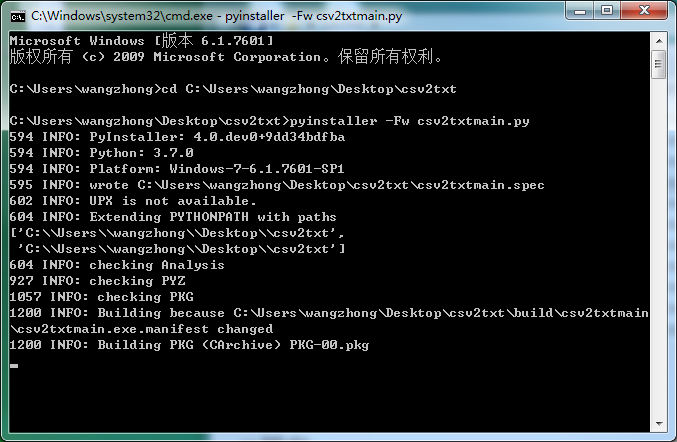 C:\Windows\system32\cmd.exe - pyinstaller  -Fw csv2txtmain.py
Microsoft Windows [版本 6.1.7601]
版权所有 (c) 2009 Microsoft Corporation。保留所有权利。
C:\Users\wangzhong>cd C:\Users\wangzhong\Desktop\csv2txt
C:\Users\wangzhong\Desktop\csv2txt>pyinstaller -Fw csv2txtmain.py
594 INFO: PyInstaller: 4.0.dev0+9dd34bdfba
594 INFO: Python: 3.7.0
594 INFO: Platform: Windows-7-6.1.7601-SP1
595 INFO: wrote C:\Users\wangzhong\Desktop\csv2txt\csv2txtmain.spec
602 INFO: UPX is not available.
604 INFO: Extending PYTHONPATH with paths
['C:\\Users\\wangzhong\\Desktop\\csv2txt',
 'C:\\Users\\wangzhong\\Desktop\\csv2txt']
604 INFO: checking Analysis
927 INFO: checking PYZ
1057 INFO: checking PKG
1200 INFO: Building because C:\Users\wangzhong\Desktop\csv2txt\build\csv2txtmain
\csv2txtmain.exe.manifest changed
1200 INFO: Building PKG (CArchive) PKG-00.pkg